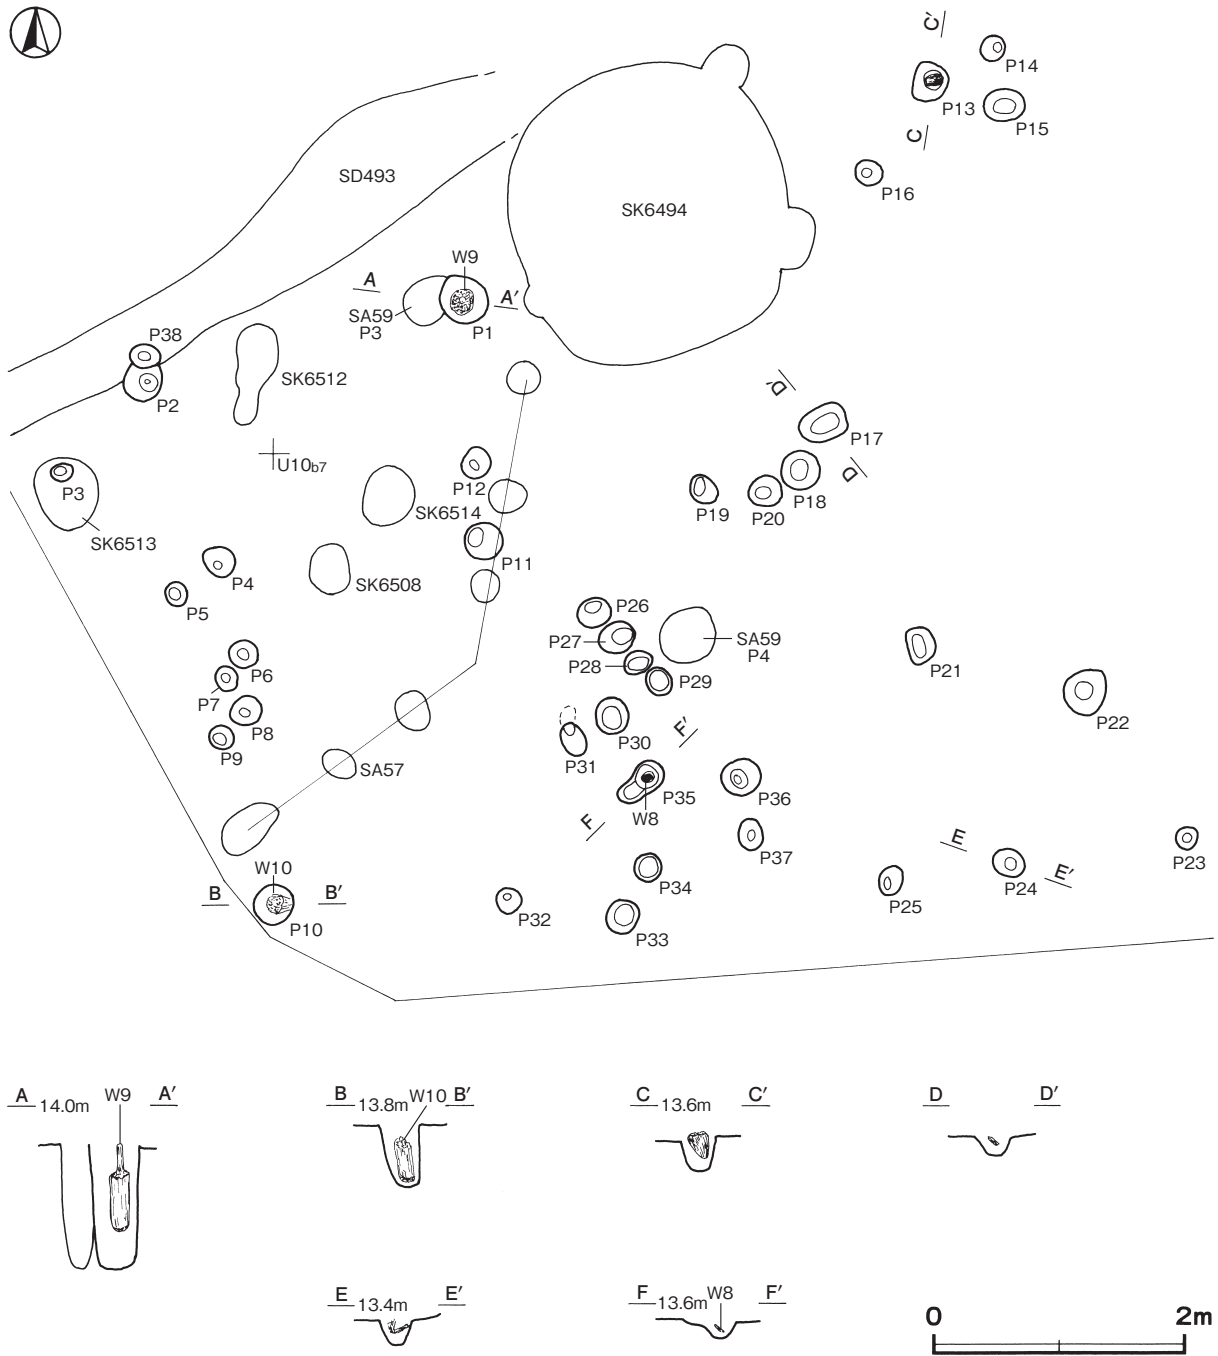 C′
P14
P13
P15
C
P16
SD493
SK6494
W9
A
A′
SA59
P3
P1
P38
SK6512
P2
D′
P17
U10b7
P12
D
P3
P18
SK6514
P19
P20
SK6513
P11
P4
SK6508
P5
P26
P27
SA59
P4
P28
P21
P6
P29
P7
P8
P22
F′
P30
P9
P31
SA57
P35
P36
W8
F
E
P37
P23
W10
P34
E′
B
B′
P24
P25
P32
P10
P33
A 14.0m W9 A′
B 13.8m W10 B′
C 13.6m C′
D D′
E 13.4m E′
F 13.6m W8 F′
0 2m